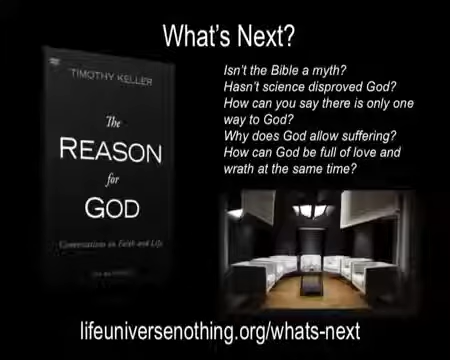 What's Next?
TIMOTHY KELLER
The
REASON
for
GOD
Conversations on Faith and Life
Isn't the Bible a myth?
Hasn't science disproved God?
How can you say there is only one
way to God?
Why does God allow suffering?
How can God be full of love and
wrath at the same time?
lifeuniversenothing.org/whats-next